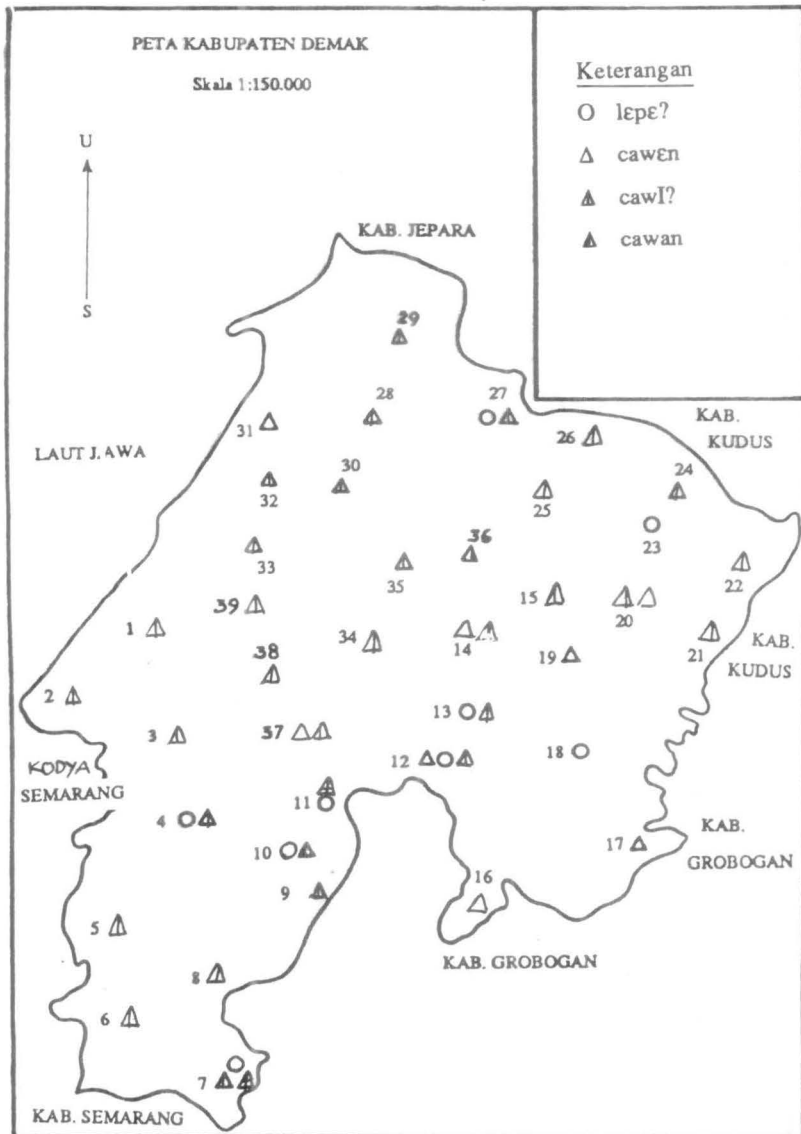 PETA KABUPATEN DEMAK
Skala 1:150.000
Keterangan
lɛpɛ?
cawɛn
cawI?
cawan
U
S
KAB. JEPARA
29
28
27
31
26
KAB.
KUDUS
LAUT J.AWA
32
30
25
24
23
33
35
36
22
39
15
20
1
34
14
21
KAB.
KUDUS
38
19
2
13
3
37
12
18
KODYA
SEMARANG
11
4
10
17
KAB.
GROBOGAN
9
16
5
KAB. GROBOGAN
8
6
7
KAB. SEMARANG